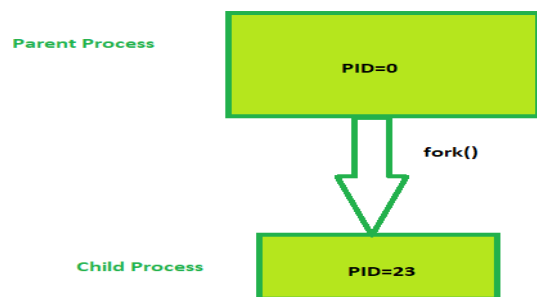 Parent Process
PID=0
fork()
Child Process
PID=23